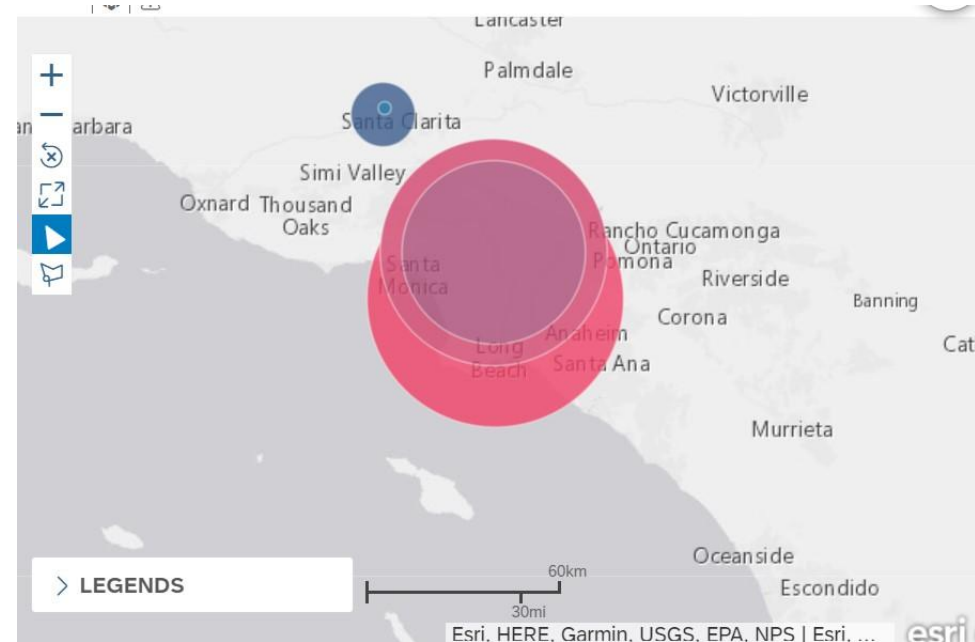 Lancaster
Palmdale
Victorville
arbara
Santa Clarita
Simi Valley
Oxnard
Thousand
Oaks
Rancho Cucamonga
Ontario
Pomona
Santa
Monica
Riverside
Banning
Corona
Anaheim
Long
Beach
Santa Ana
Cat
Murrieta
Oceanside
Escondido
> LEGENDS
60km
30mi
Esri, HERE, Garmin, USGS, EPA, NPS | Esri, ...
esri